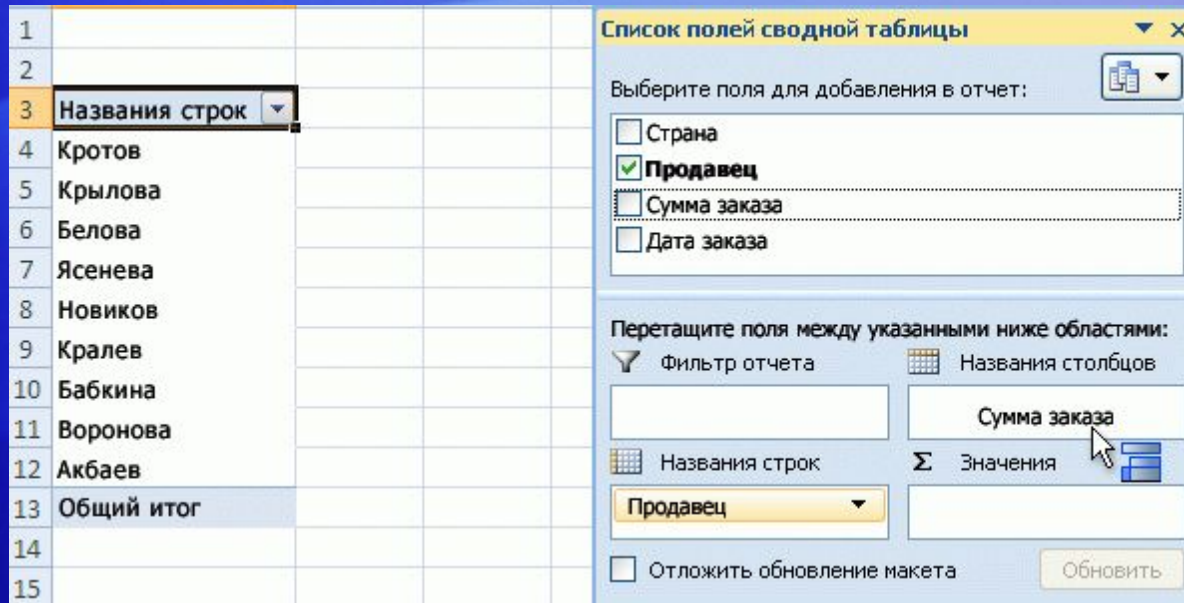 1
2
3 Названия строк
4 Кротов
5 Крылова
6 Белова
7 Ясенева
8 Новиков
9 Кралев
10 Бабкина
11 Воронова
12 Акбаев
13 Общий итог
14
15
Список полей сводной таблицы
Выберите поля для добавления в отчет:
Страна
Продавец
Сумма заказа
Дата заказа
Перетащите поля между указанными ниже областями:
Фильтр отчета Названия столбцов
Сумма заказа
Названия строк Σ Значения
Продавец
Отложить обновление макета Обновить